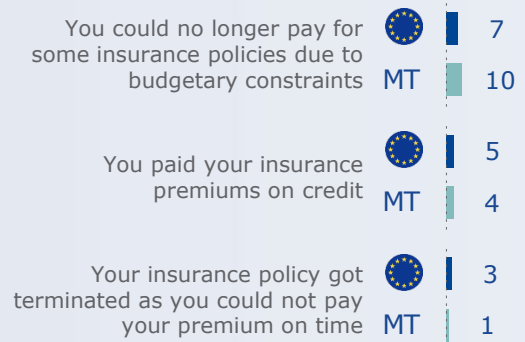 You could no longer pay for
some insurance policies due to
budgetary constraints
7
MT 10
You paid your insurance
premiums on credit
5
MT 4
Your insurance policy got
terminated as you could not pay
your premium on time
3
MT 1